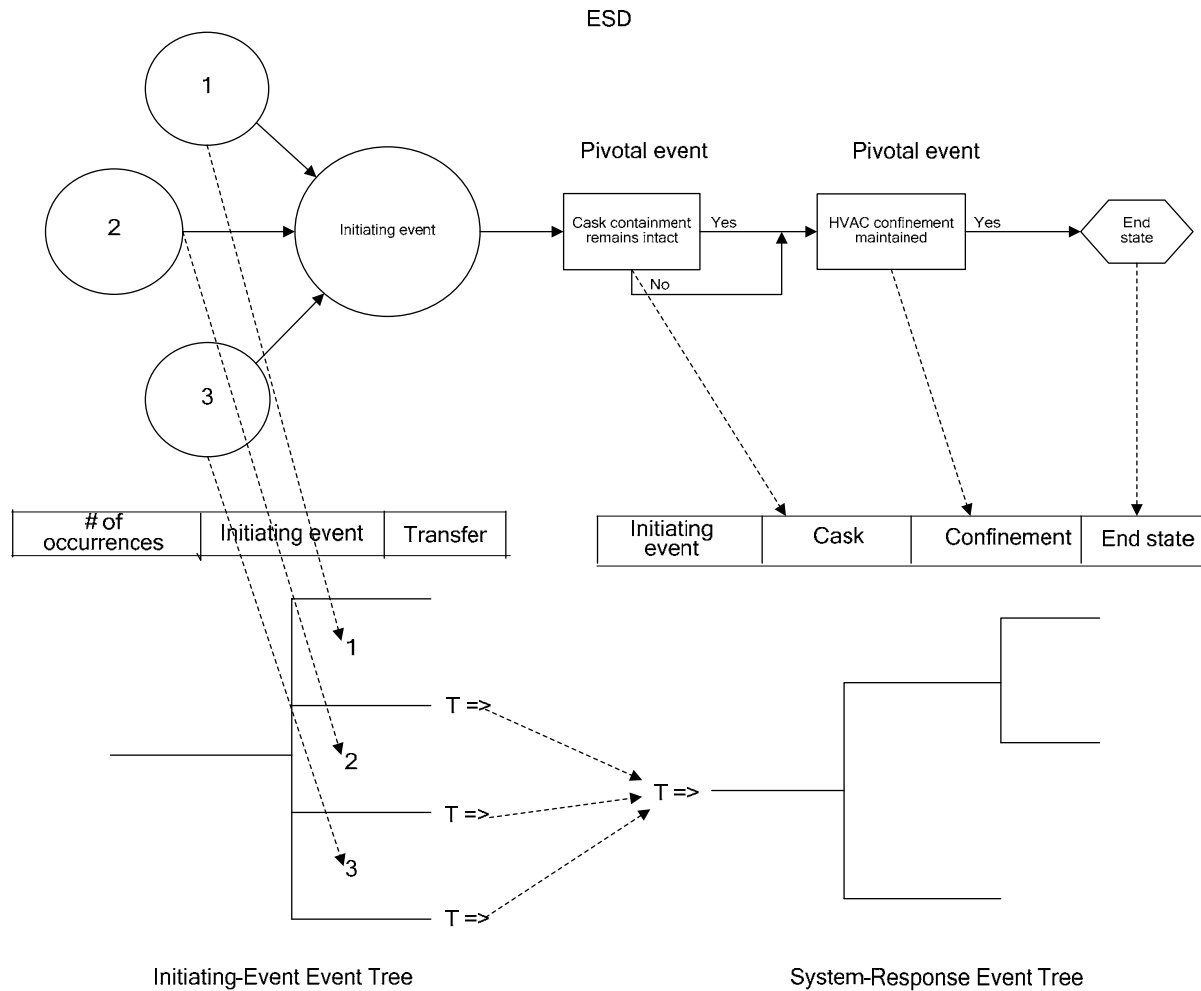 ESD
1
2
3
Initiating event
Pivotal event
Cask containment
remains intact
Yes
No
Pivotal event
HVAC confinement
maintained
Yes
End
state
# of
occurrences
Initiating event
Transfer
Initiating
event
Cask
Confinement
End state
1
T =>
2
T =>
3
T =>
T =>
Initiating-Event Event Tree
System-Response Event Tree